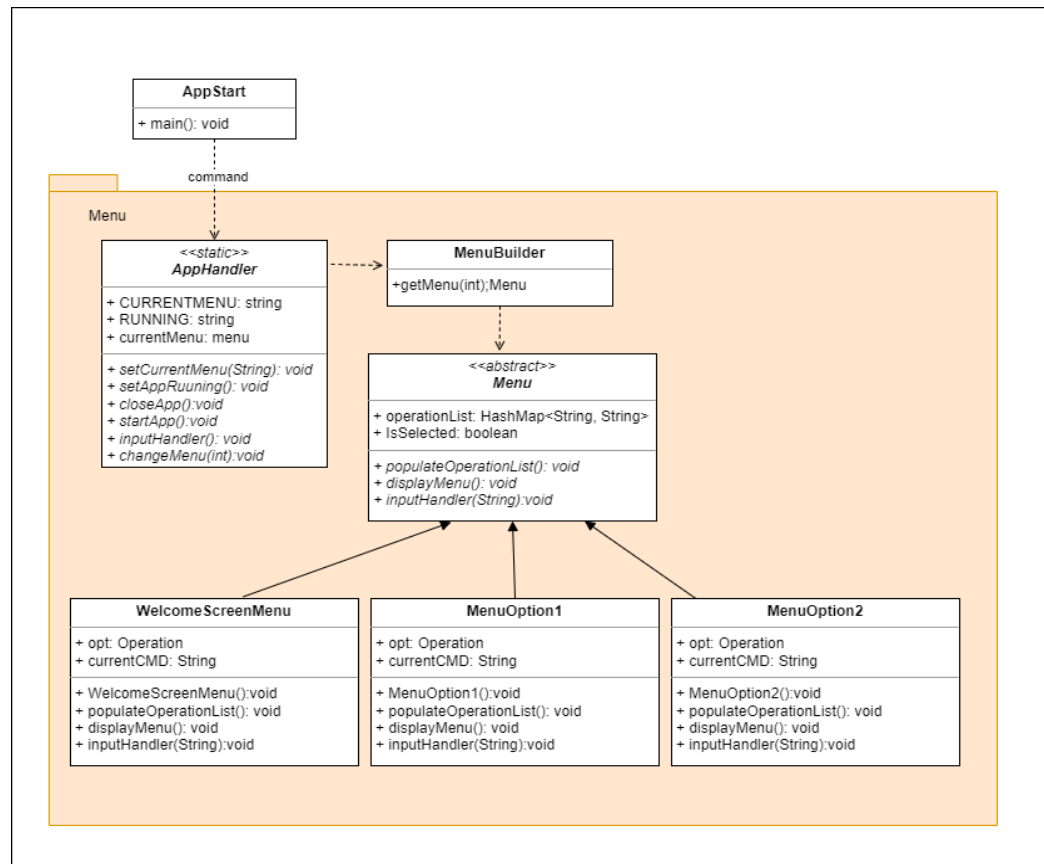 AppStart
+ main(): void
command
Menu
<<static>>
AppHandler
+ CURRENTMENU: string
+ RUNNING: string
+ currentMenu: menu
+ setCurrentMenu(String): void
+ setAppRuuning(): void
+ closeApp():void
+ startApp():void
+ inputHandler(): void
+ changeMenu(int):void
MenuBuilder
+getMenu(int);Menu
<<abstract>>
Menu
+ operationList: HashMap<String, String>
+ IsSelected: boolean
+ populateOperationList(): void
+ displayMenu(): void
+ inputHandler(String):void
WelcomeScreenMenu
+ opt: Operation
+ currentCMD: String
+ WelcomeScreenMenu():void
+ populateOperationList(): void
+ displayMenu(): void
+ inputHandler(String):void
MenuOption1
+ opt: Operation
+ currentCMD: String
+ MenuOption1():void
+ populateOperationList(): void
+ displayMenu(): void
+ inputHandler(String):void
MenuOption2
+ opt: Operation
+ currentCMD: String
+ MenuOption2():void
+ populateOperationList(): void
+ displayMenu(): void
+ inputHandler(String):void